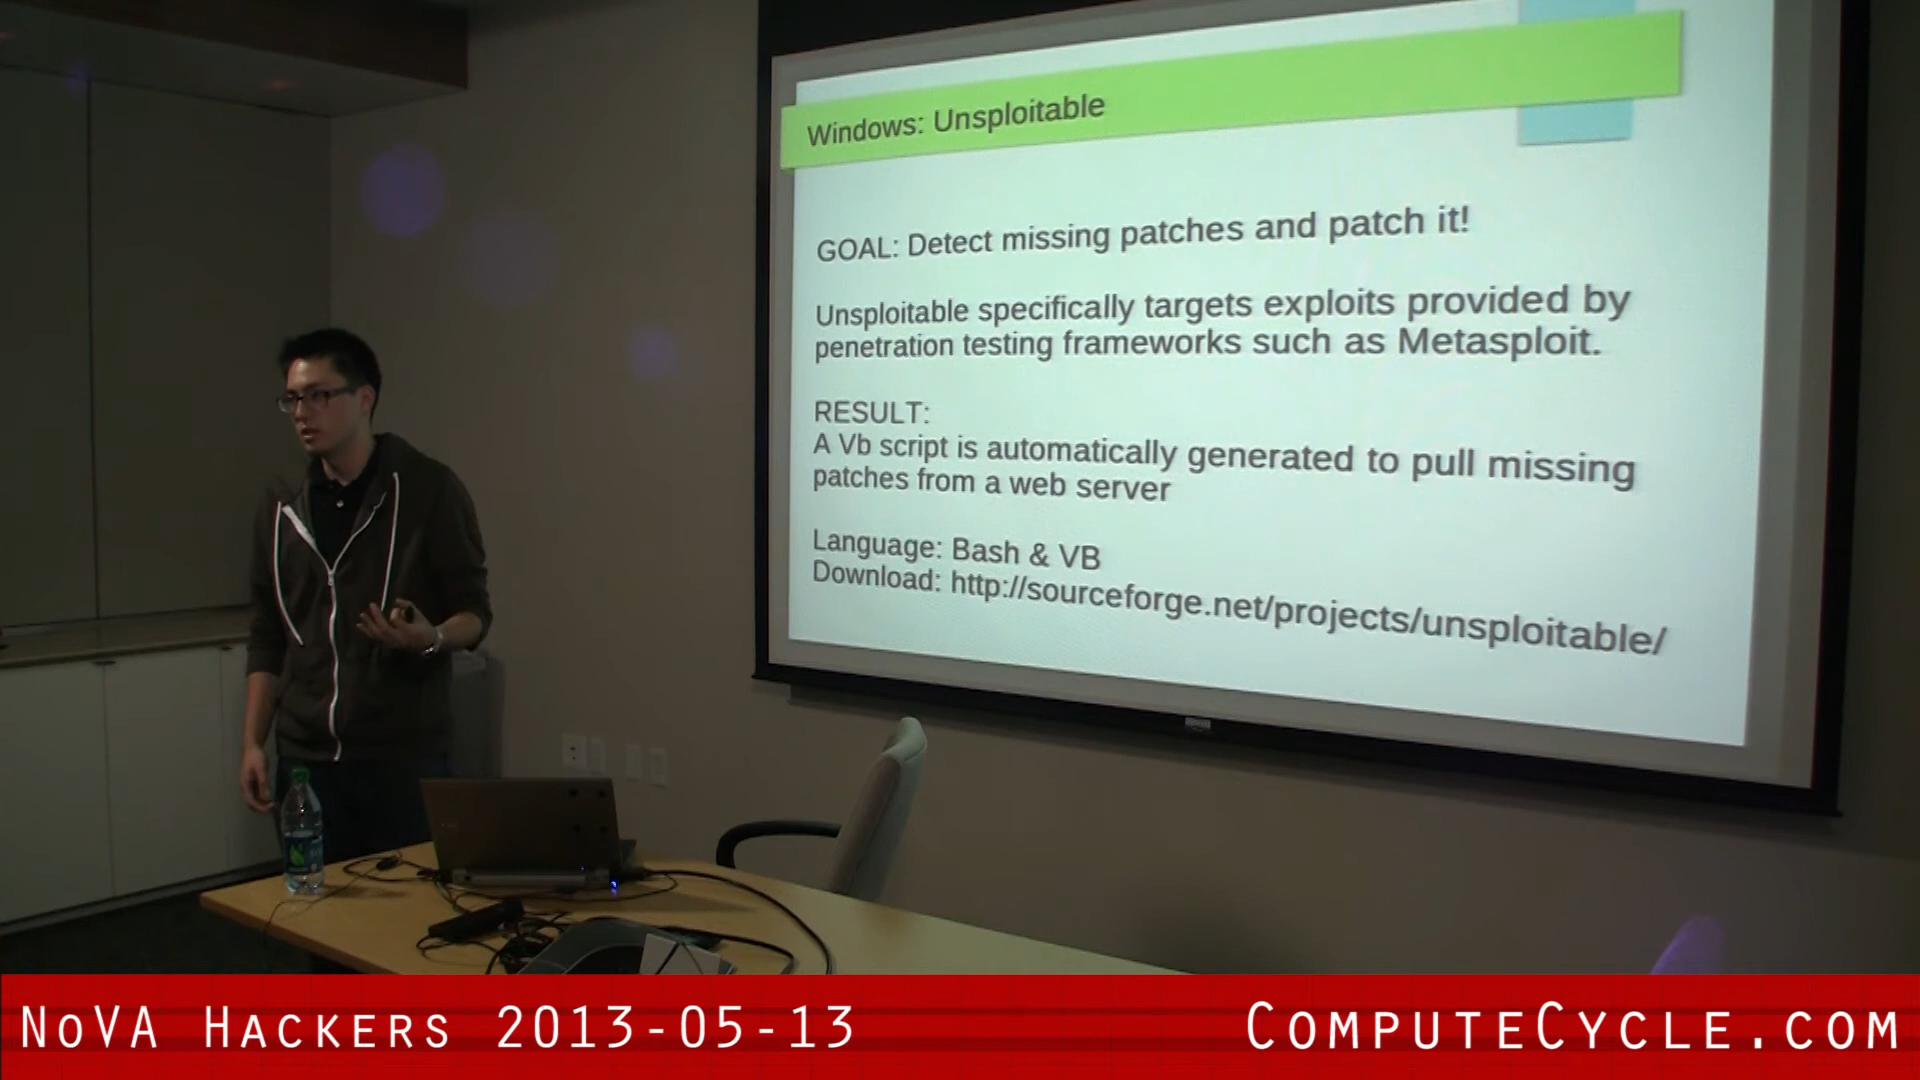 Windows: Unsploitable
GOAL: Detect missing patches and patch it!
Unsploitable specifically targets exploits provided by
penetration testing frameworks such as Metasploit.
RESULT:
A Vb script is automatically generated to pull missing
patches from a web server
Language: Bash & VB
Download: http://sourceforge.net/projects/unsploitable/
NoVA Hackers 2013-05-13
ComputeCycle.com